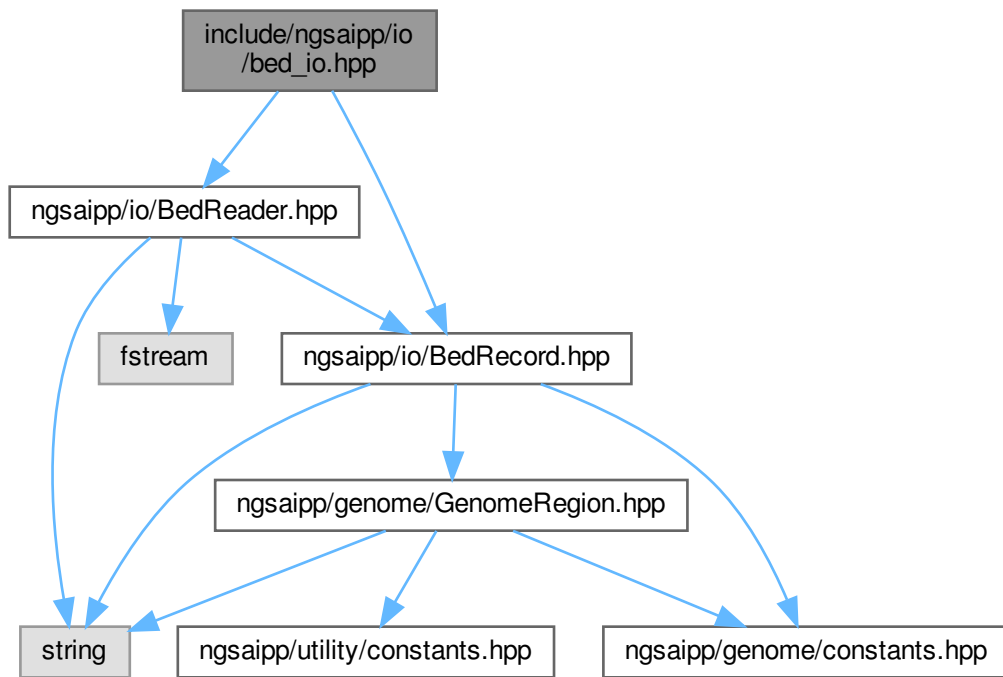 include/ngsaipp/io
/bed_io.hpp
ngsaipp/io/BedReader.hpp
fstream
ngsaipp/io/BedRecord.hpp
ngsaipp/genome/GenomeRegion.hpp
string
ngsaipp/utility/constants.hpp
ngsaipp/genome/constants.hpp